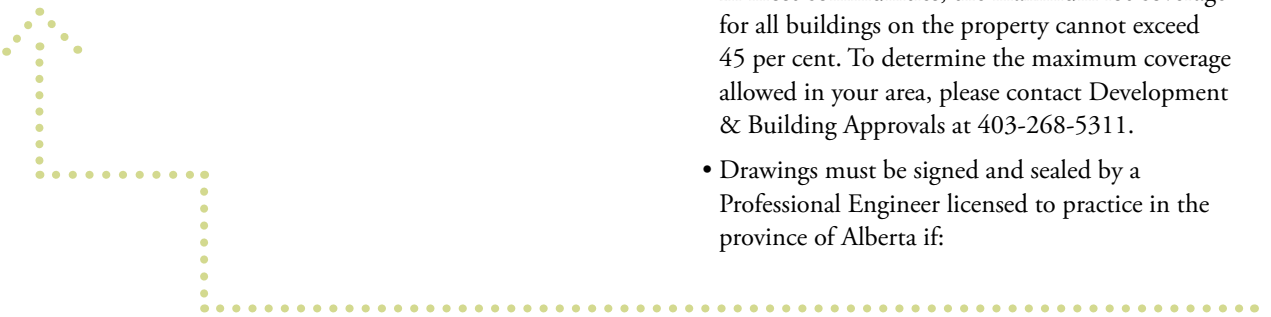 for all buildings on the property cannot exceed
45 per cent. To determine the maximum coverage
allowed in your area, please contact Development
& Building Approvals at 403-268-5311.
• Drawings must be signed and sealed by a
Professional Engineer licensed to practice in the
province of Alberta if: